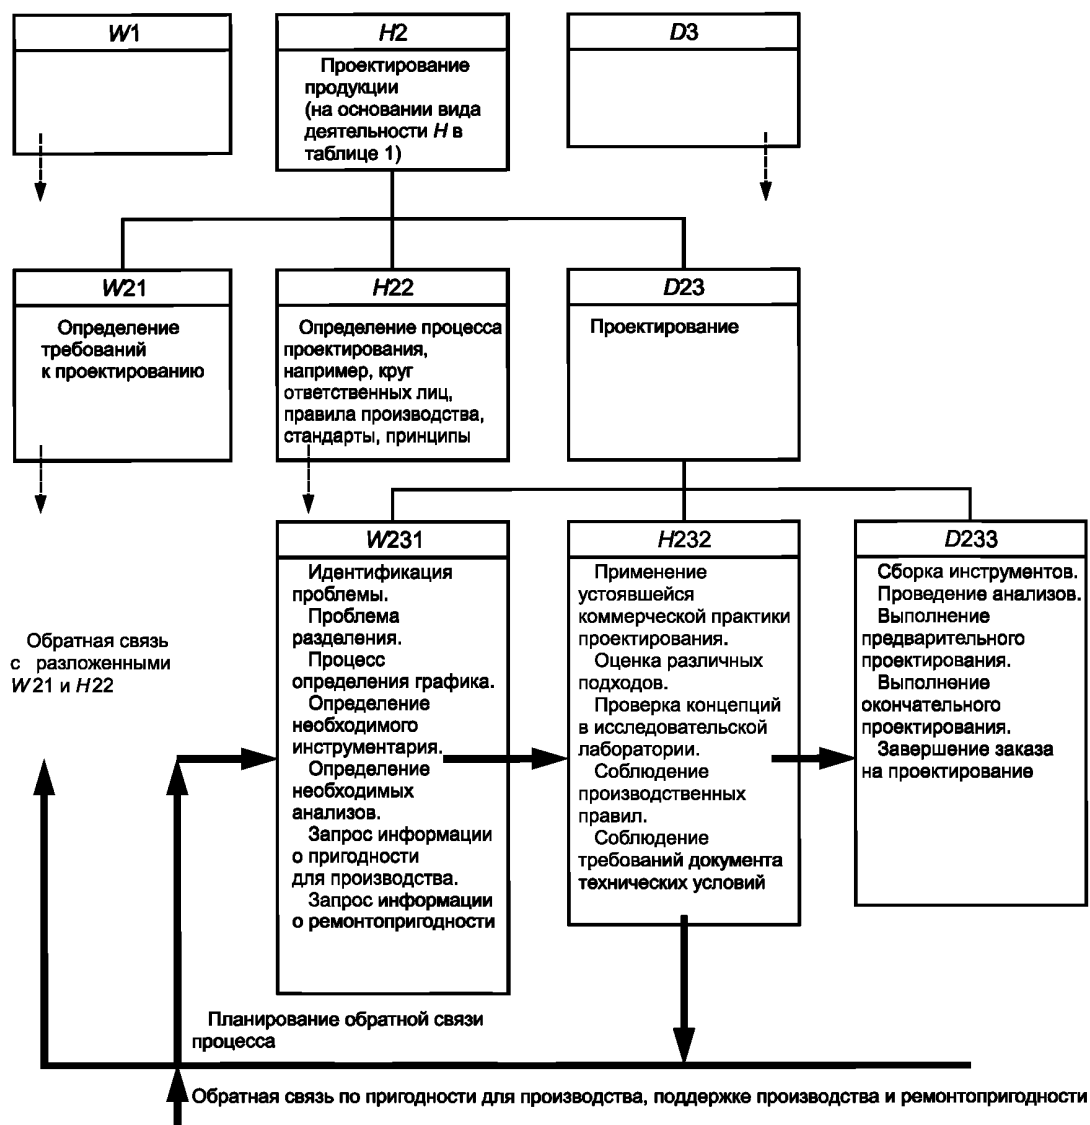 W1
H2
Проектирование
продукции
(на основании вида
деятельности H в
таблице 1)
D3
W21
Определение
требований
к проектированию
H22
Определение процесса
проектирования,
например, круг
ответственных лиц,
правила производства,
стандарты, принципы
D23
Проектирование
Обратная связь
с разложенными
W21 и H22
W231
Идентификация
проблемы.
Проблема
разделения.
Процесс
определения графика.
Определение
необходимого
инструментария.
Определение
необходимых
анализов.
Запрос информации
о пригодности
для производства.
Запрос информации
о ремонтопригодности
H232
Применение
устоявшейся
коммерческой практики
проектирования.
Оценка различных
подходов.
Проверка концепций
в исследовательской
лаборатории.
Соблюдение
производственных
правил.
Соблюдение
требований документа
технических условий
D233
Сборка инструментов.
Проведение анализов.
Выполнение
предварительного
проектирования.
Выполнение
окончательного
проектирования.
Завершение заказа
на проектирование
Планирование обратной связи
процесса
Обратная связь по пригодности для производства, поддержке производства и ремонтопригодности